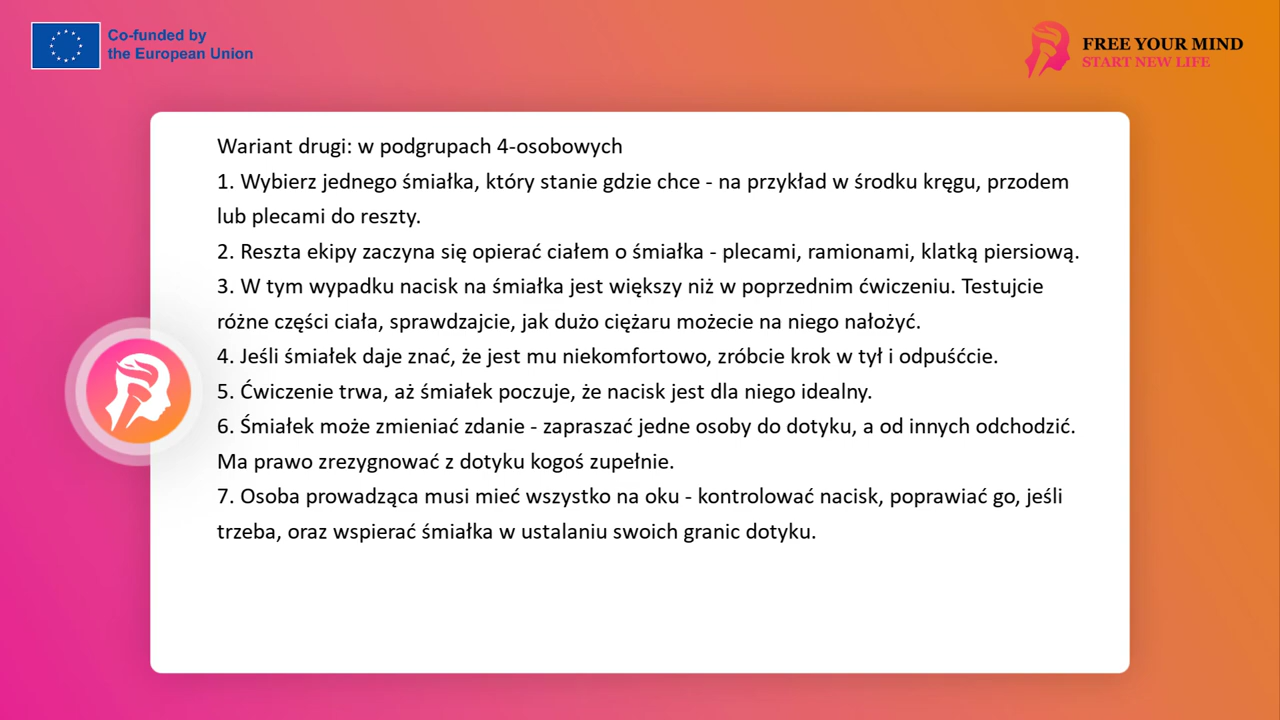 Co-funded by
the European Union
FREE YOUR MIND
START NEW LIFE
Wariant drugi: w podgrupach 4-osobowych
1. Wybierz jednego śmiałka, który stanie gdzie chce - na przykład w środku kręgu, przodem
lub plecami do reszty.
2. Reszta ekipy zaczyna się opierać ciałem o śmiałka - plecami, ramionami, klatką piersiową.
3. W tym wypadku nacisk na śmiałka jest większy niż w poprzednim ćwiczeniu. Testujcie
różne części ciała, sprawdzajcie, jak dużo ciężaru możecie na niego nałożyć.
4. Jeśli śmiałek daje znać, że jest mu niekomfortowo, zróbcie krok w tył i odpuśćcie.
5. Ćwiczenie trwa, aż śmiałek poczuje, że nacisk jest dla niego idealny.
6. Śmiałek może zmieniać zdanie - zapraszać jedne osoby do dotyku, a od innych odchodzić.
Ma prawo zrezygnować z dotyku kogoś zupełnie.
7. Osoba prowadząca musi mieć wszystko na oku - kontrolować nacisk, poprawiać go, jeśli
trzeba, oraz wspierać śmiałka w ustalaniu swoich granic dotyku.